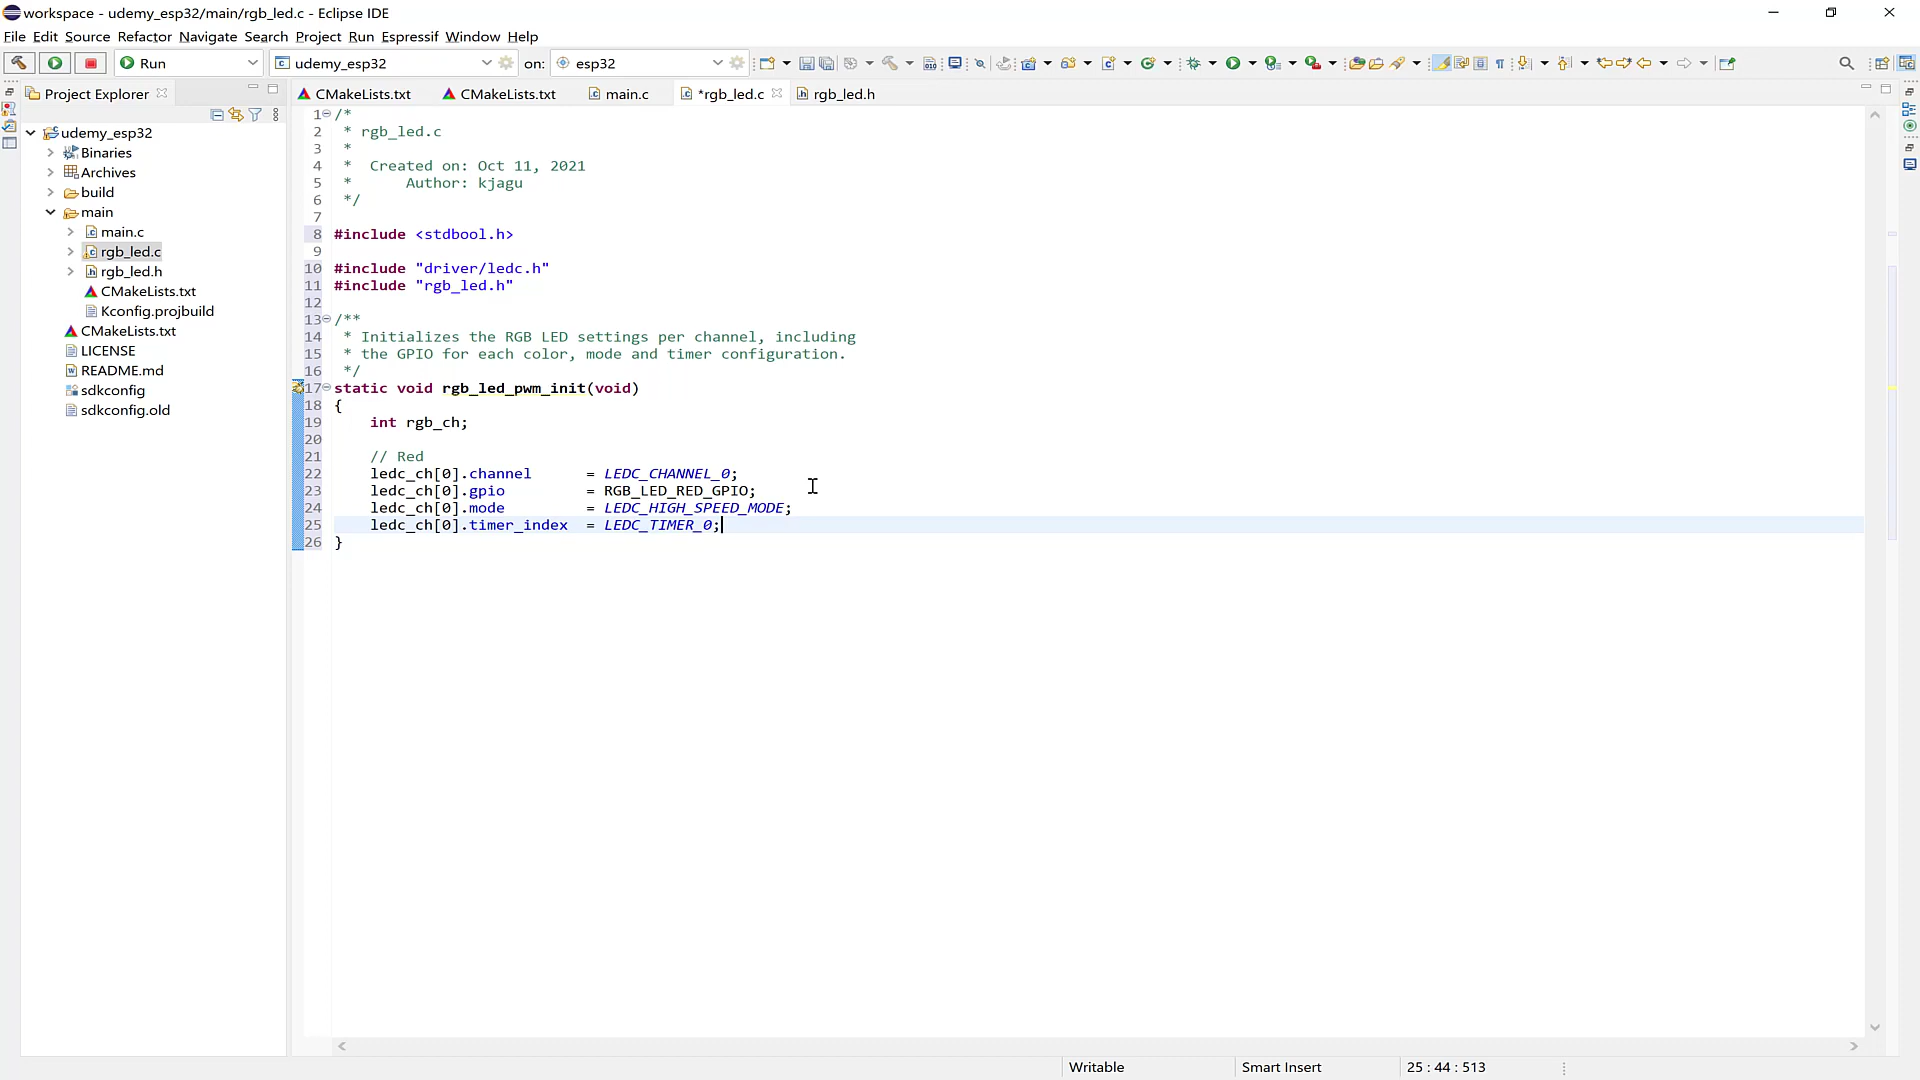 workspace - udemy_esp32/main/rgb_led.c - Eclipse IDE
File Edit Source Refactor Navigate Search Project Run Espressif Window Help
Run udemy_esp32 on: esp32
Project Explorer
CMakeLists.txt CMakeLists.txt main.c *rgb_led.c rgb_led.h
udemy_esp32
Binaries
Archives
build
main
main.c
rgb_led.c
rgb_led.h
CMakeLists.txt
Kconfig.projbuild
CMakeLists.txt
LICENSE
README.md
sdkconfig
sdkconfig.old
1 /*
2 * rgb_led.c
3 *
4 * Created on: Oct 11, 2021
5 * Author: kjagu
6 */
7
8 #include <stdbool.h>
9
10 #include "driver/ledc.h"
11 #include "rgb_led.h"
12
13 /**
14 * Initializes the RGB LED settings per channel, including
15 * the GPIO for each color, mode and timer configuration.
16 */
17 static void rgb_led_pwm_init(void)
18 {
19 int rgb_ch;
20
21 // Red
22 ledc_ch[0].channel = LEDC_CHANNEL_0;
23 ledc_ch[0].gpio = RGB_LED_RED_GPIO;
24 ledc_ch[0].mode = LEDC_HIGH_SPEED_MODE;
25 ledc_ch[0].timer_index = LEDC_TIMER_0;
26 }
Writable Smart Insert 25 : 44 : 513